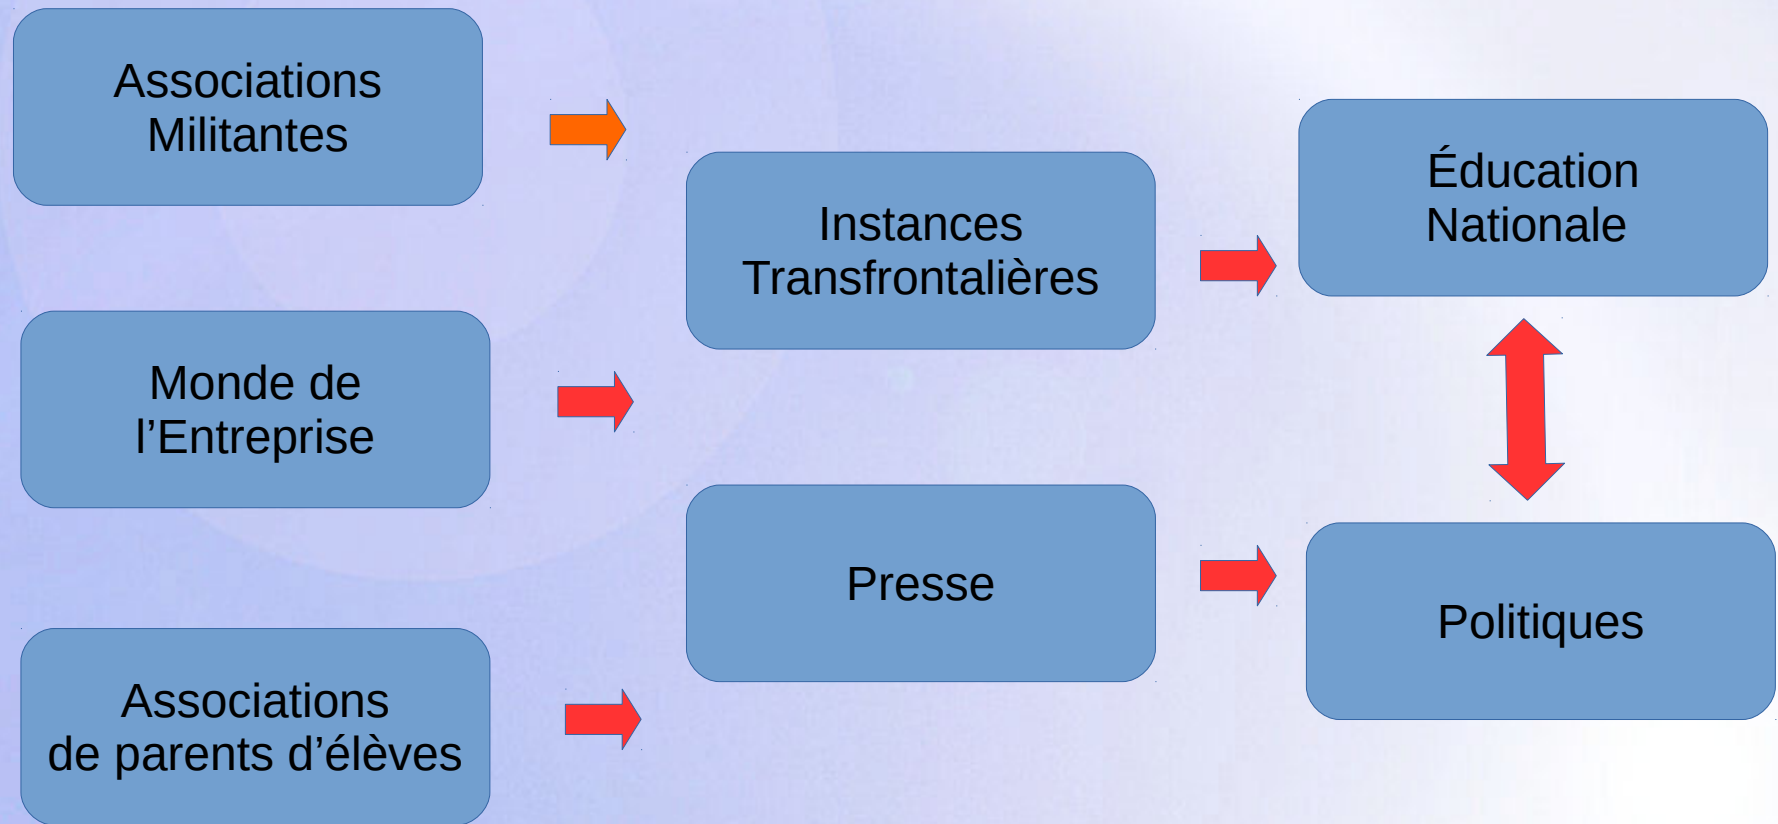 Associations
Militantes
Monde de
l’Entreprise
Associations
de parents d’élèves
Instances
Transfrontalières
Presse
Éducation
Nationale
Politiques